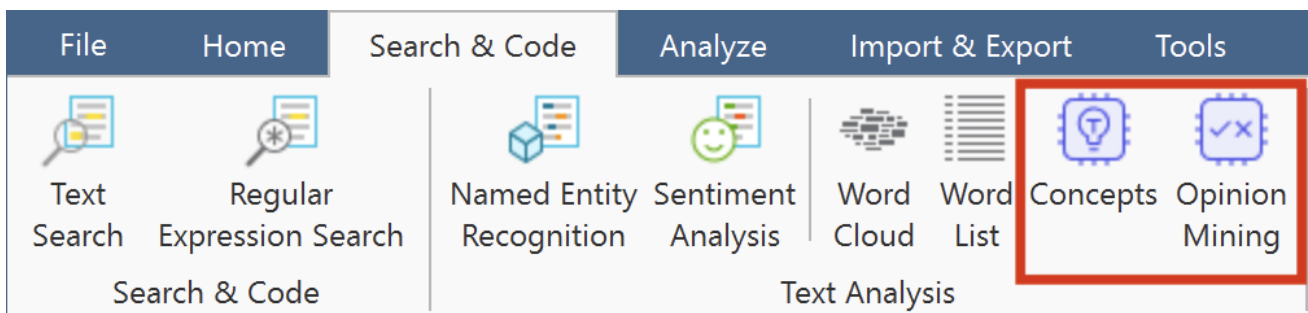 File Home Search & Code Analyze Import & Export Tools
Text Regular Named Entity Sentiment Word Word Concepts Opinion
Search Expression Search Recognition Analysis Cloud List Mining
Search & Code Text Analysis